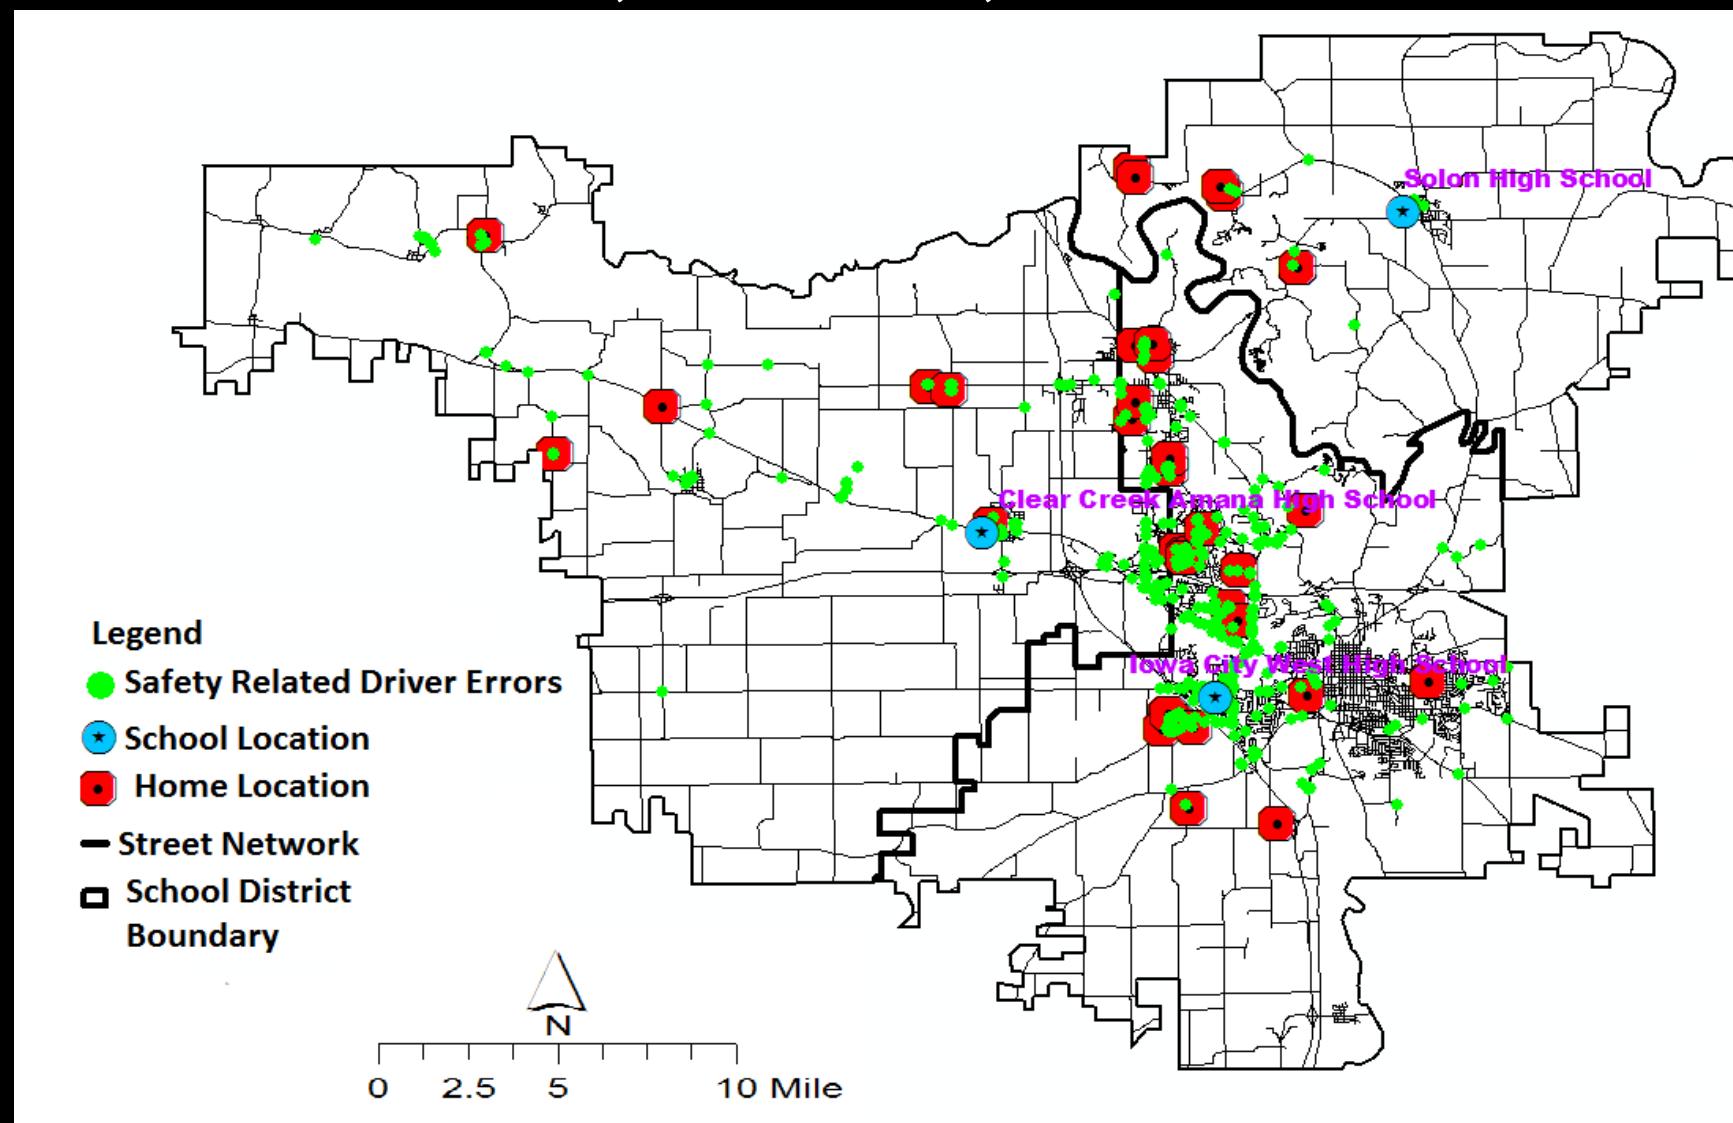 Solon High School
Clear Creek Amana High School
Iowa City West High School
Legend
Safety Related Driver Errors
School Location
Home Location
Street Network
School District
Boundary
N
0 2.5 5 10 Mile